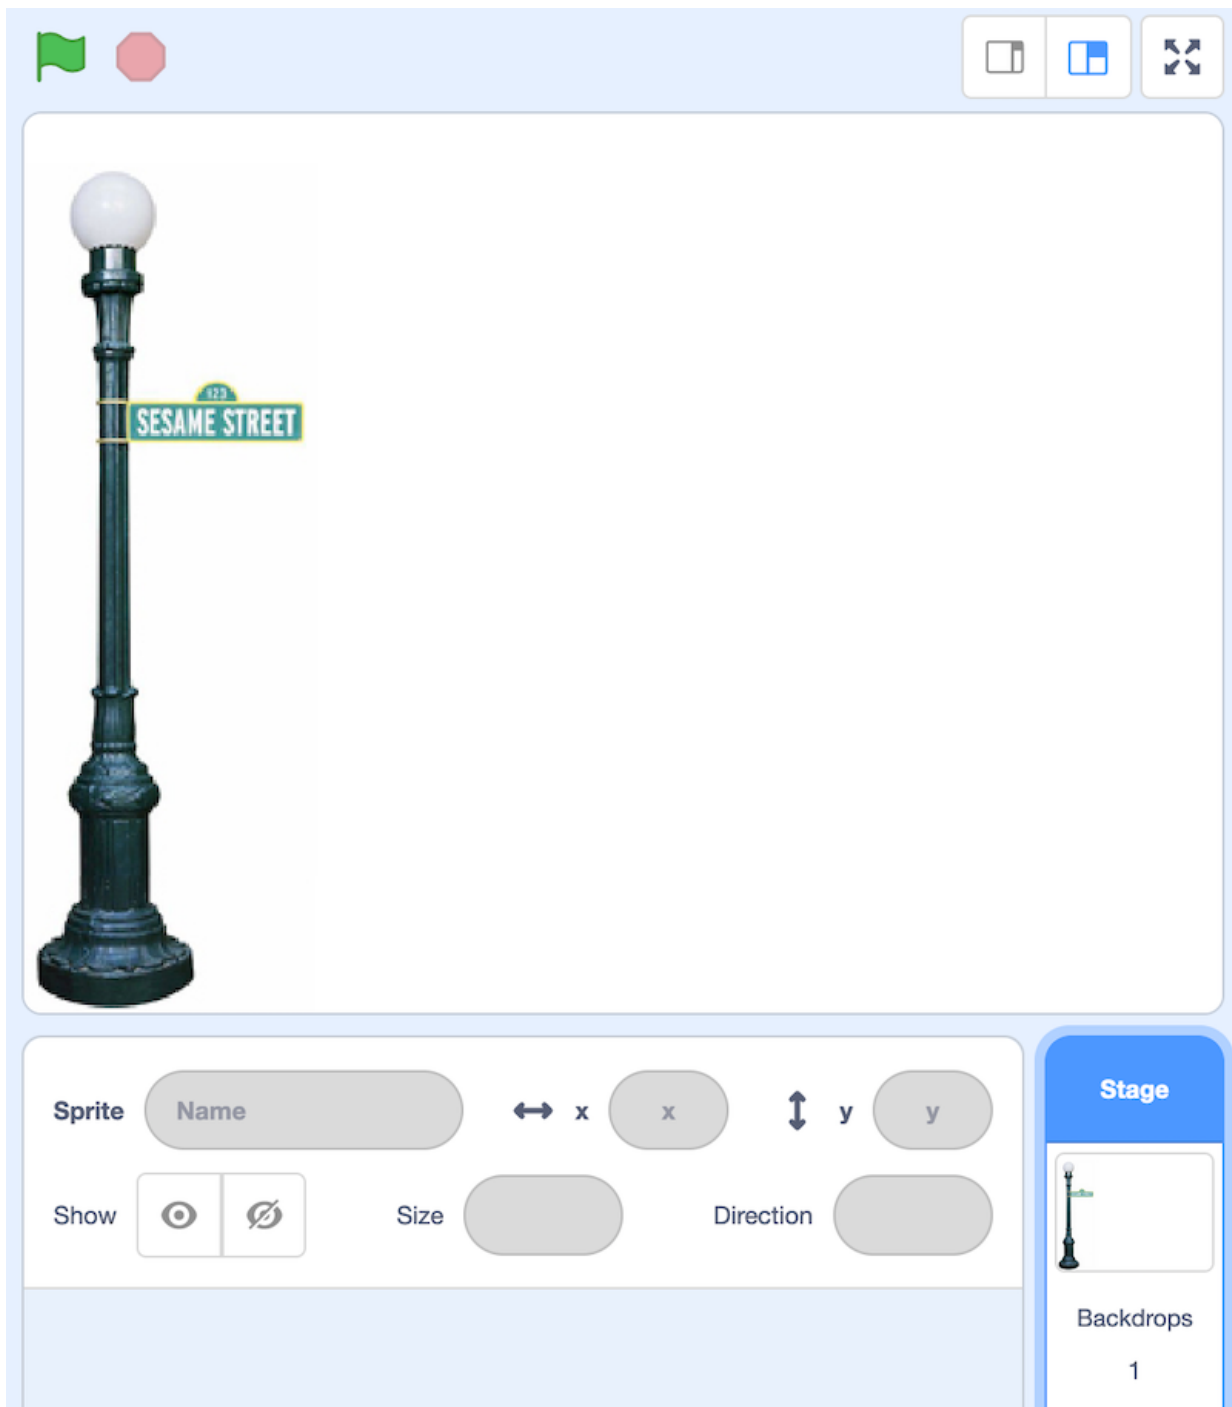 123
SESAME STREET
Sprite Name x x y y
Show Size Direction
Stage
Backdrops
1